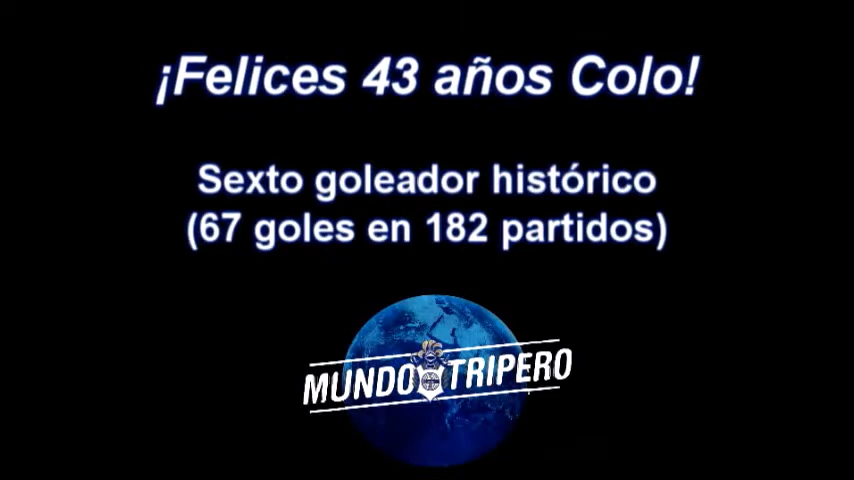 ¡Felices 43 años Colo!
Sexto goleador histórico
(67 goles en 182 partidos)
MUNDO TRIPERO